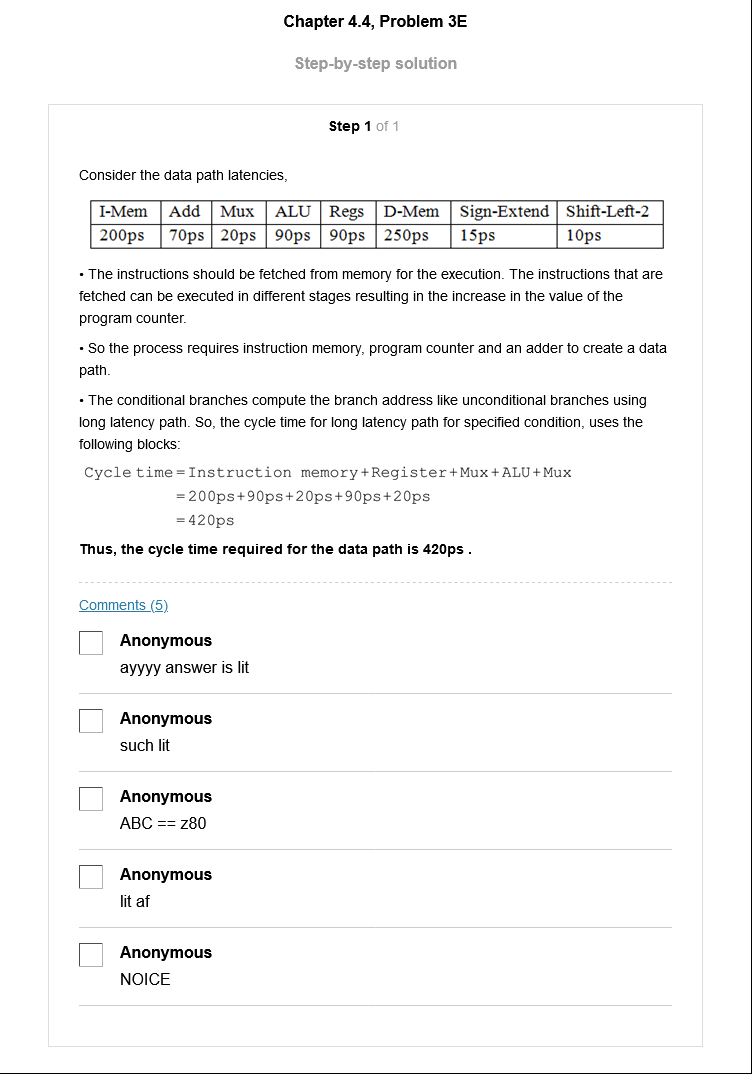 Chapter 4.4, Problem 3E
Step-by-step solution
Step 1 of 1
Consider the data path latencies,
I-Mem Add Mux ALU Regs D-Mem Sign-Extend Shift-Left-2
200ps 70ps 20ps 90ps 90ps 250ps 15ps 10ps
• The instructions should be fetched from memory for the execution. The instructions that are
fetched can be executed in different stages resulting in the increase in the value of the
program counter.
• So the process requires instruction memory, program counter and an adder to create a data
path.
• The conditional branches compute the branch address like unconditional branches using
long latency path. So, the cycle time for long latency path for specified condition, uses the
following blocks:
Cycle time = Instruction memory+Register+Mux+ALU+Mux
=200ps+90ps+20ps+90ps+20ps
=420ps
Thus, the cycle time required for the data path is 420ps .
Comments (5)
Anonymous
ayyyy answer is lit
Anonymous
such lit
Anonymous
ABC == z80
Anonymous
lit af
Anonymous
NOICE